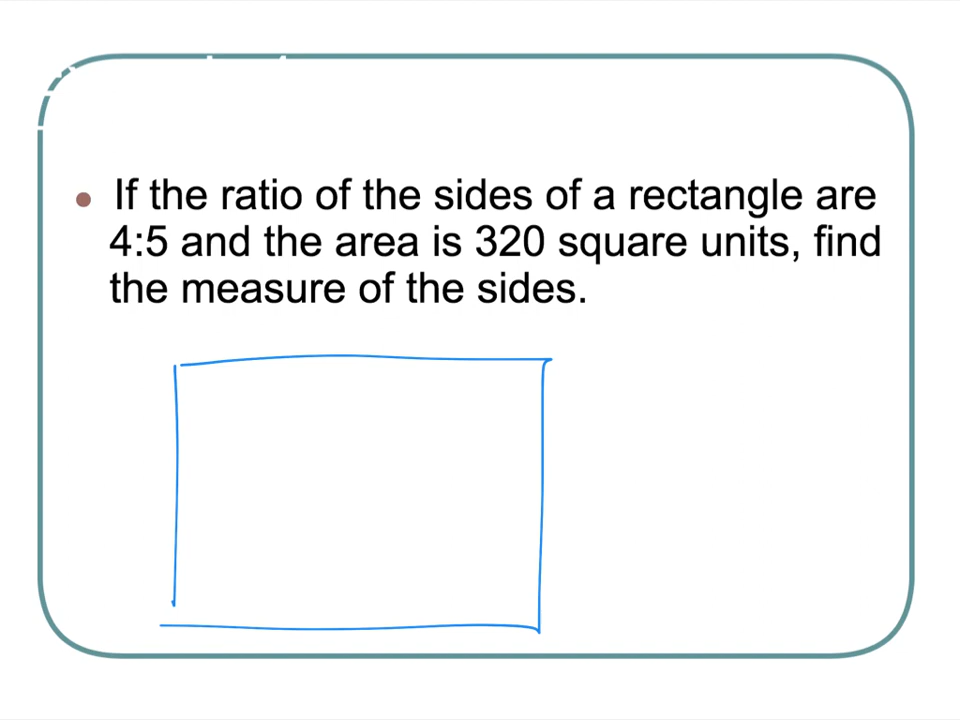 If the ratio of the sides of a rectangle are
4:5 and the area is 320 square units, find
the measure of the sides.